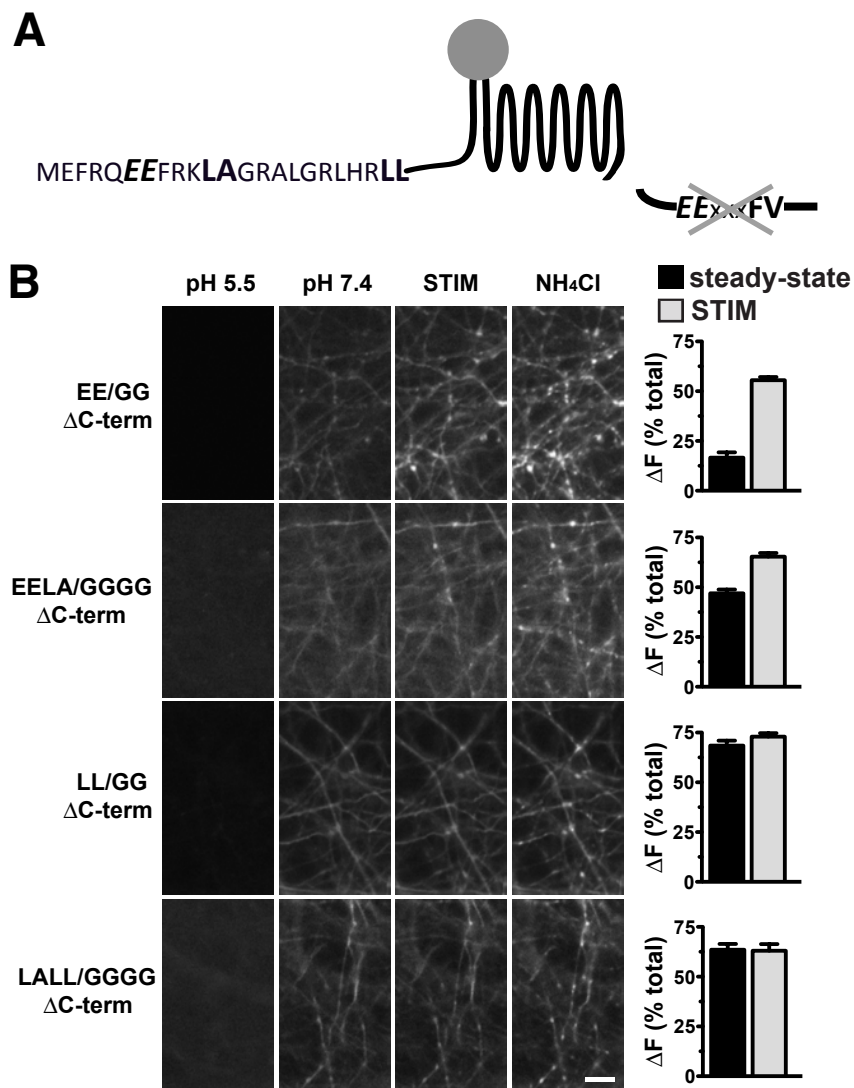 A
MEFRQEEFRKLAGRALGRLHRLL
EExxxFV
B
pH 5.5 pH 7.4 STIM NH₄Cl
steady-state
STIM
EE/GG
ΔC-term
75
50
25
0
ΔF (% total)
EELA/GGGG
ΔC-term
75
50
25
0
ΔF (% total)
LL/GG
ΔC-term
75
50
25
0
ΔF (% total)
LALL/GGGG
ΔC-term
75
50
25
0
ΔF (% total)